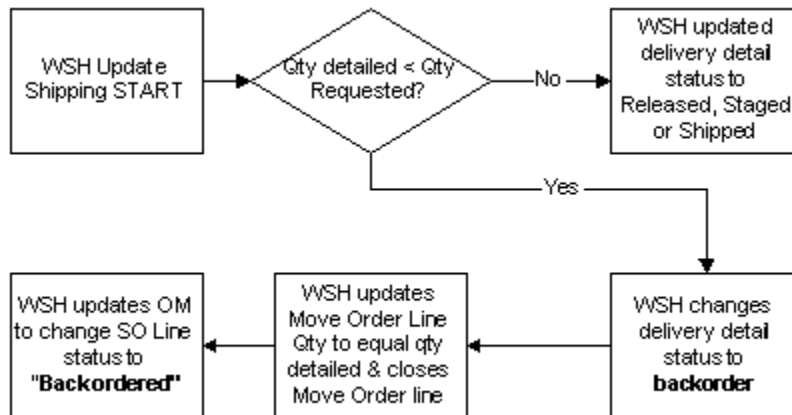 WSH Update
Shipping START
Qty detailed < Qty
Requested?
No
WSH updated
delivery detail
status to
Released, Staged
or Shipped
Yes
WSH changes
delivery detail
status to
backorder
WSH updates
Move Order Line
Qty to equal qty
detailed & closes
Move Order line
WSH updates OM
to change SO Line
status to
"Backordered"